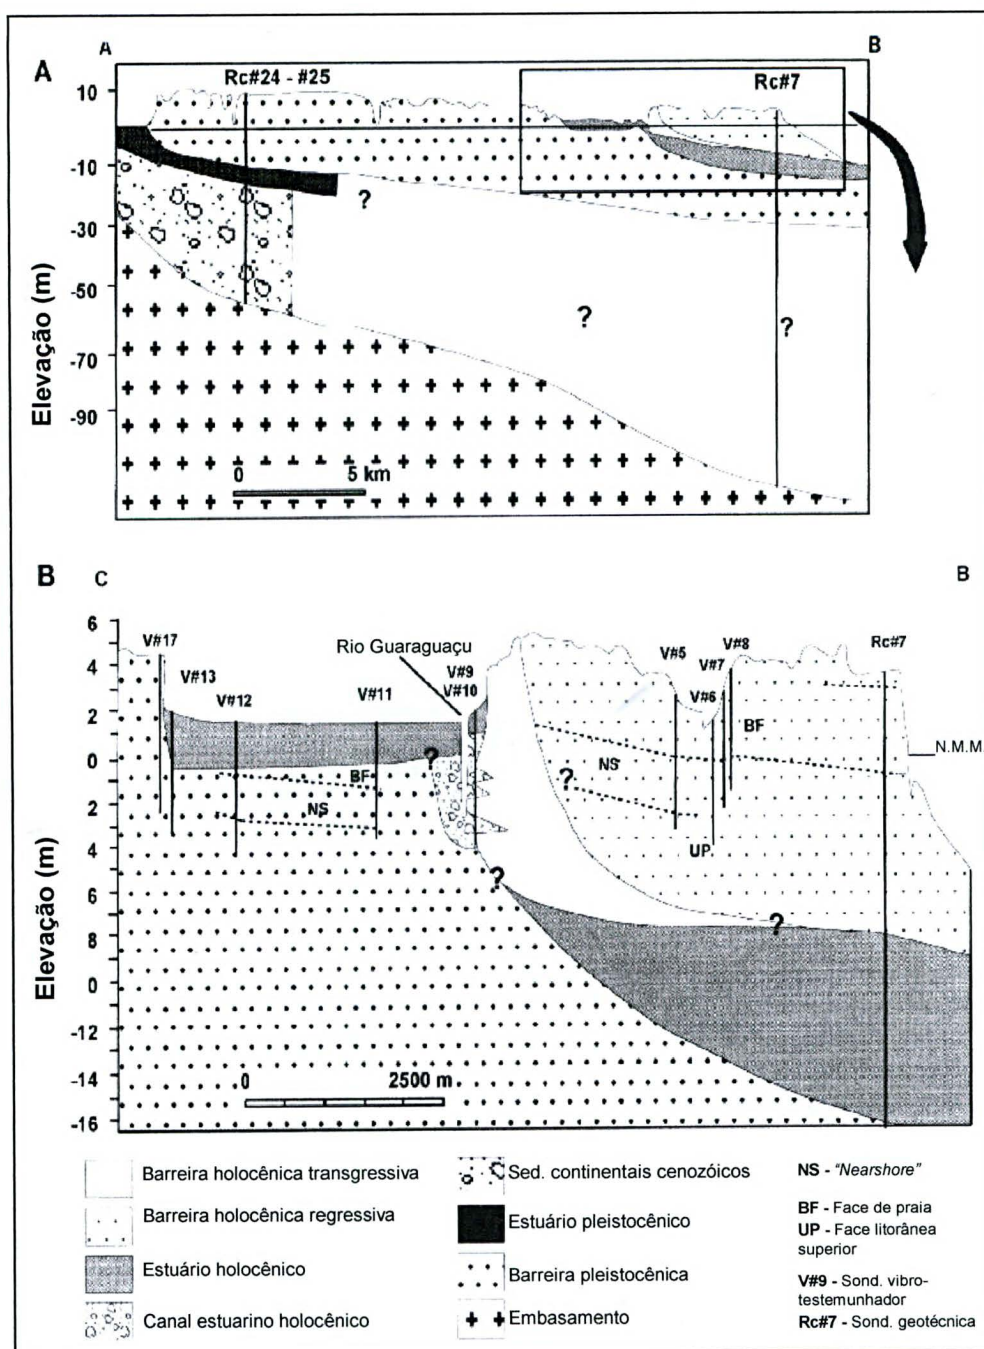 A B
A
Rc#24 - #25
Rc#7
10
-10
-30
-50
-70
-90
Elevação (m)
?
?
?
0 5 km
B C B
6
4
2
0
2
4
6
8
0
-12
-14
-16
Elevação (m)
V#17
V#13
V#12
V#11
Rio Guaraguaçu
V#9
V#10
V#5
V#6
V#7
V#8
Rc#7
N.M.M.
BF
NS
?
BF
NS
?
UP
?
?
0 2500 m
Barreira holocênica transgressiva
Barreira holocênica regressiva
Estuário holocênico
Canal estuarino holocênico
Sed. continentais cenozóicos
Estuário pleistocênico
Barreira pleistocênica
Embasamento
NS - "Nearshore"
BF - Face de praia
UP - Face litorânea
superior
V#9 - Sond. vibro-
testemunhador
Rc#7 - Sond. geotécnica